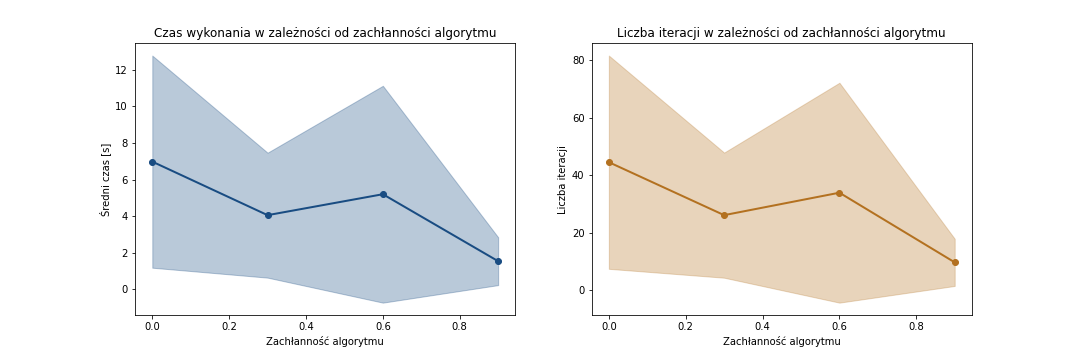 Czas wykonania w zależności od zachłanności algorytmu
12
10
8
6
4
2
0
Średni czas [s]
0.0 0.2 0.4 0.6 0.8
Zachłanność algorytmu
Liczba iteracji w zależności od zachłanności algorytmu
80
60
40
20
0
Liczba iteracji
0.0 0.2 0.4 0.6 0.8
Zachłanność algorytmu